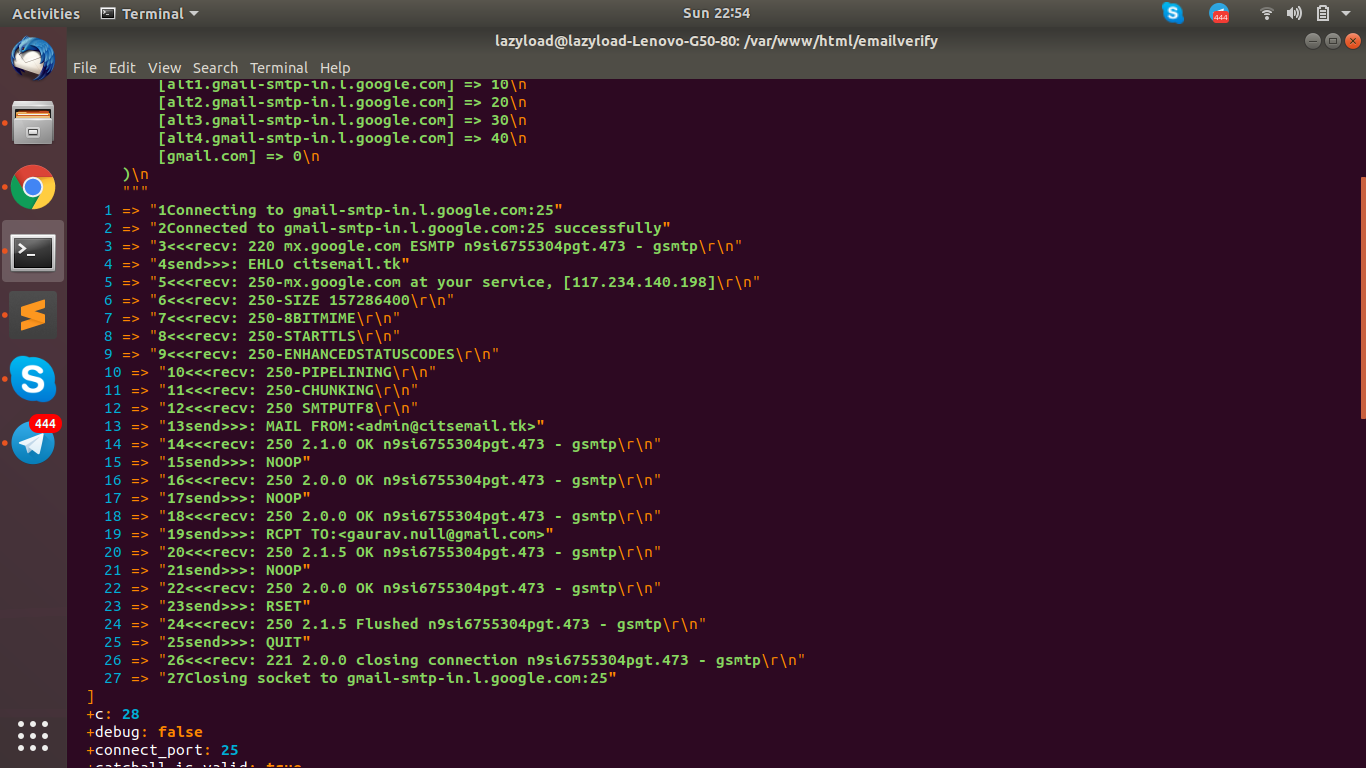 Activities Terminal Sun 22:54 444
lazyload@lazyload-Lenovo-G50-80: /var/www/html/emailverify
File Edit View Search Terminal Help
[alt1.gmail-smtp-in.l.google.com] => 10\n
[alt2.gmail-smtp-in.l.google.com] => 20\n
[alt3.gmail-smtp-in.l.google.com] => 30\n
[alt4.gmail-smtp-in.l.google.com] => 40\n
[gmail.com] => 0\n
)\n
"""
1 => "1Connecting to gmail-smtp-in.l.google.com:25"
2 => "2Connected to gmail-smtp-in.l.google.com:25 successfully"
3 => "3<<<recv: 220 mx.google.com ESMTP n9si6755304pgt.473 - gsmtp\r\n"
4 => "4send>>>: EHLO citsemail.tk"
5 => "5<<<recv: 250-mx.google.com at your service, [117.234.140.198]\r\n"
6 => "6<<<recv: 250-SIZE 157286400\r\n"
7 => "7<<<recv: 250-8BITMIME\r\n"
8 => "8<<<recv: 250-STARTTLS\r\n"
9 => "9<<<recv: 250-ENHANCEDSTATUSCODES\r\n"
10 => "10<<<recv: 250-PIPELINING\r\n"
11 => "11<<<recv: 250-CHUNKING\r\n"
12 => "12<<<recv: 250 SMTPUTF8\r\n"
13 => "13send>>>: MAIL FROM:<admin@citsemail.tk>"
14 => "14<<<recv: 250 2.1.0 OK n9si6755304pgt.473 - gsmtp\r\n"
15 => "15send>>>: NOOP"
16 => "16<<<recv: 250 2.0.0 OK n9si6755304pgt.473 - gsmtp\r\n"
17 => "17send>>>: NOOP"
18 => "18<<<recv: 250 2.0.0 OK n9si6755304pgt.473 - gsmtp\r\n"
19 => "19send>>>: RCPT TO:<gaurav.null@gmail.com>"
20 => "20<<<recv: 250 2.1.5 OK n9si6755304pgt.473 - gsmtp\r\n"
21 => "21send>>>: NOOP"
22 => "22<<<recv: 250 2.0.0 OK n9si6755304pgt.473 - gsmtp\r\n"
23 => "23send>>>: RSET"
24 => "24<<<recv: 250 2.1.5 Flushed n9si6755304pgt.473 - gsmtp\r\n"
25 => "25send>>>: QUIT"
26 => "26<<<recv: 221 2.0.0 closing connection n9si6755304pgt.473 - gsmtp\r\n"
27 => "27Closing socket to gmail-smtp-in.l.google.com:25"
]
+c: 28
+debug: false
+connect_port: 25
+catchall_is_valid: true
444